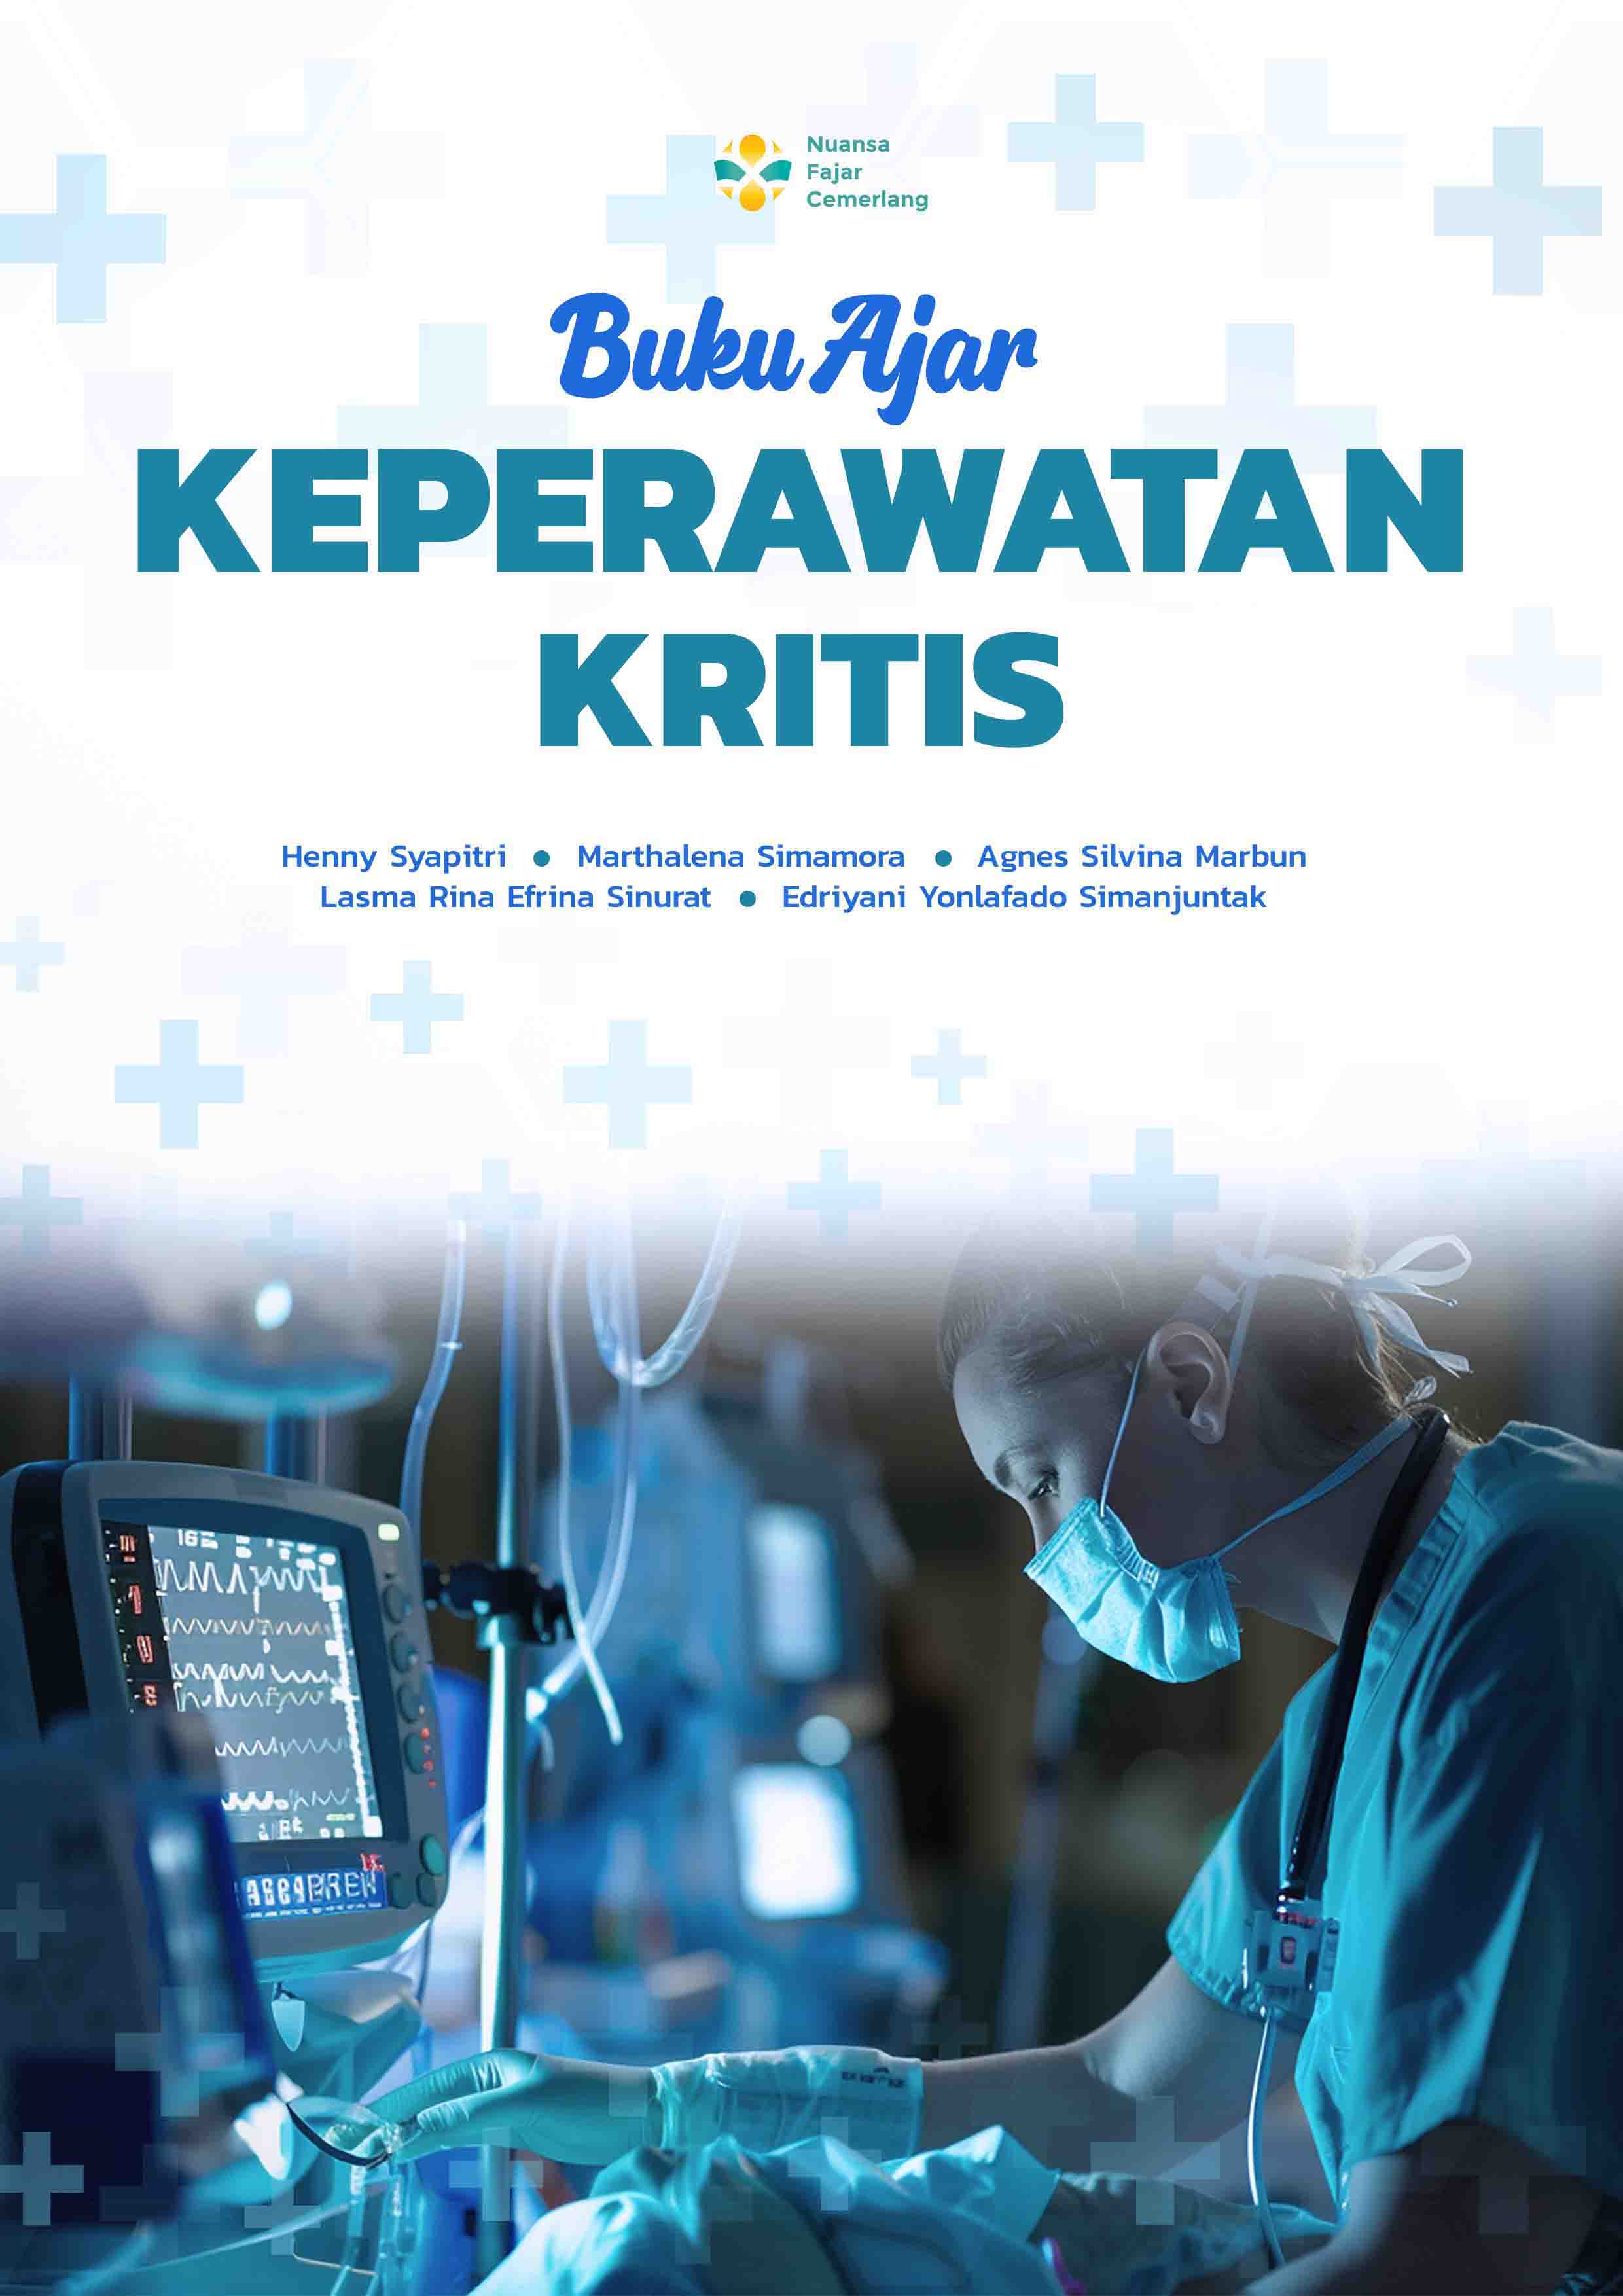 Nuansa
Fajar
Cemerlang
Buku Ajar
KEPERAWATAN
KRITIS
Henny Syapitri ● Marthalena Simamora ● Agnes Silvina Marbun
Lasma Rina Efrina Sinurat ● Edriyani Yonlafado Simanjuntak